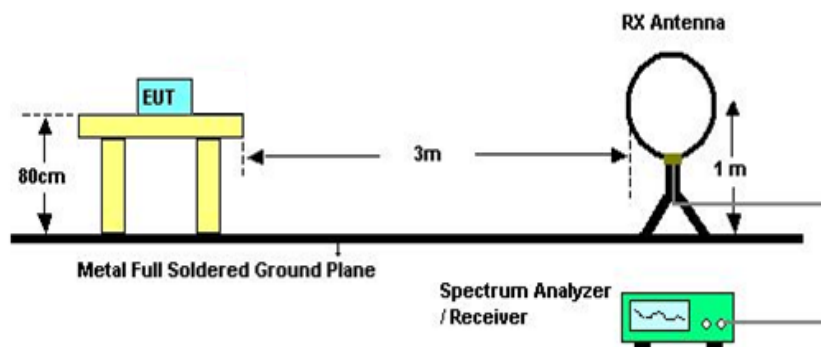 RX Antenna
EUT
3m
80cm
1 m
Metal Full Soldered Ground Plane
Spectrum Analyzer
/ Receiver